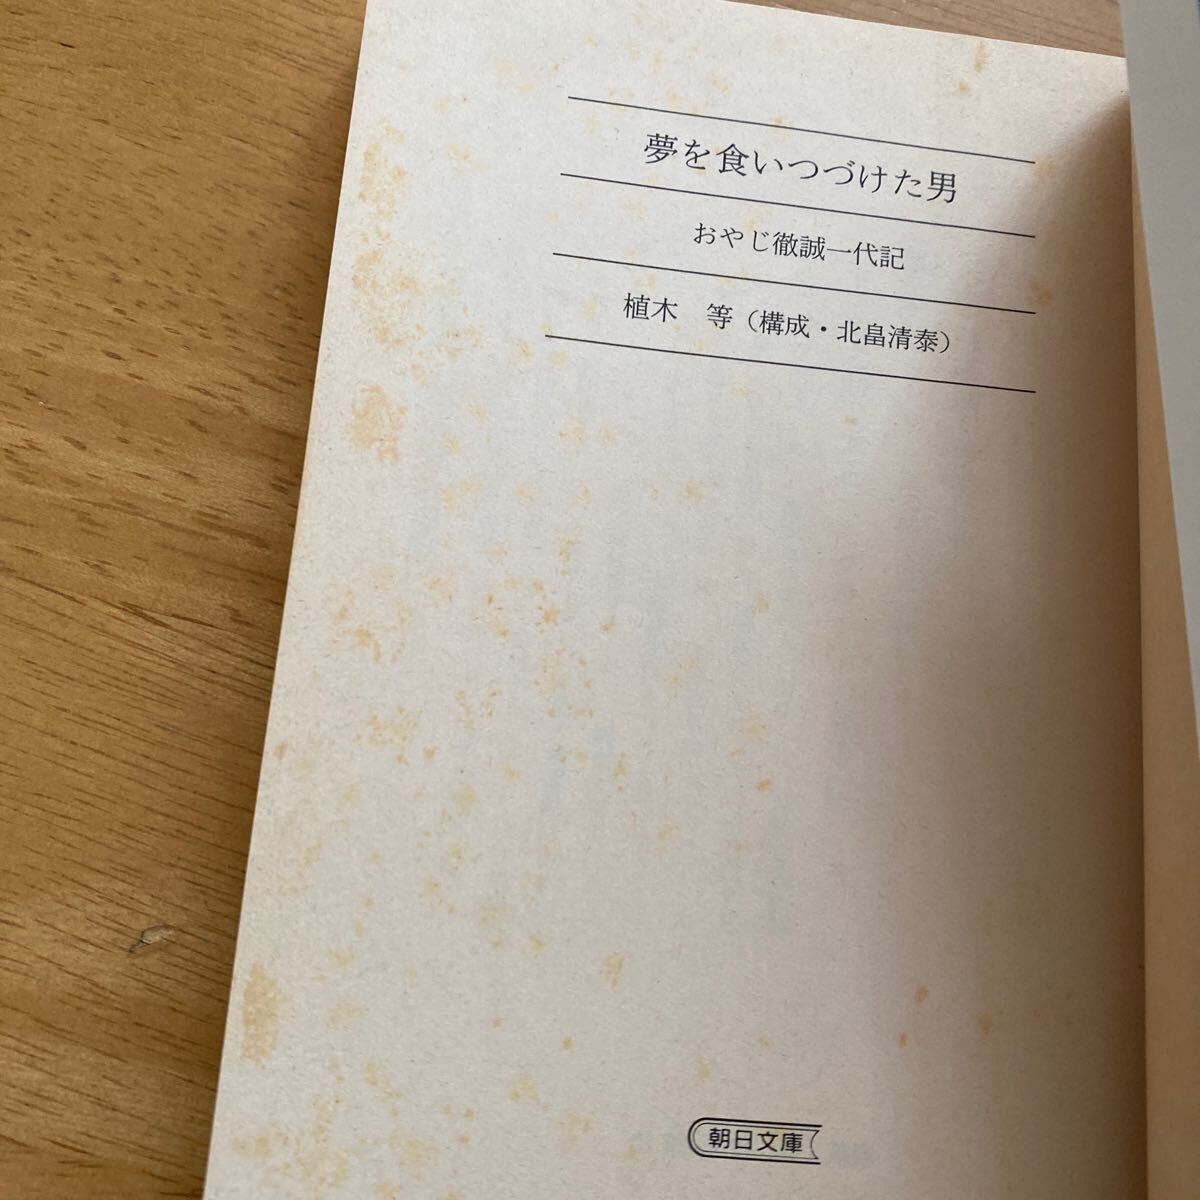 夢を食いつづけた男
おやじ徹誠一代記
植木　等（構成・北畠清泰）
朝日文庫